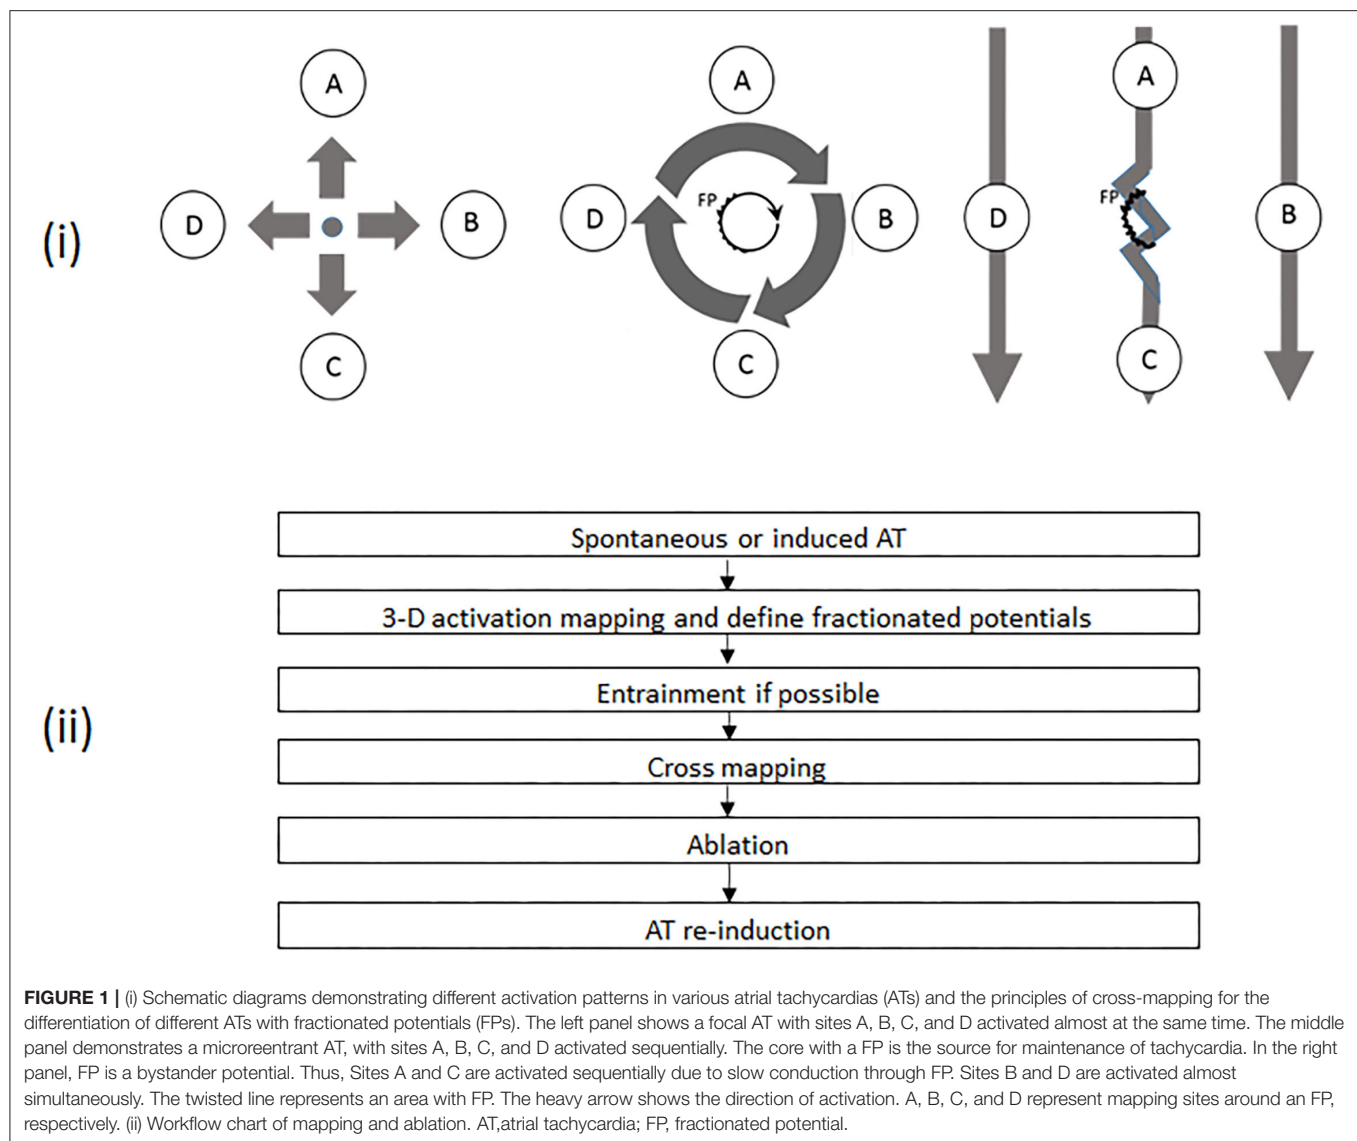 (i)
A
D
B
C
A
FP
D
B
C
D
A
FP
C
B
(ii)
Spontaneous or induced AT
3-D activation mapping and define fractionated potentials
Entrainment if possible
Cross mapping
Ablation
AT re-induction
FIGURE 1 | (i) Schematic diagrams demonstrating different activation patterns in various atrial tachycardias (ATs) and the principles of cross-mapping for the
differentiation of different ATs with fractionated potentials (FPs). The left panel shows a focal AT with sites A, B, C, and D activated almost at the same time. The middle
panel demonstrates a microreentrant AT, with sites A, B, C, and D activated sequentially. The core with a FP is the source for maintenance of tachycardia. In the right
panel, FP is a bystander potential. Thus, Sites A and C are activated sequentially due to slow conduction through FP. Sites B and D are activated almost
simultaneously. The twisted line represents an area with FP. The heavy arrow shows the direction of activation. A, B, C, and D represent mapping sites around an FP,
respectively. (ii) Workflow chart of mapping and ablation. AT,atrial tachycardia; FP, fractionated potential.